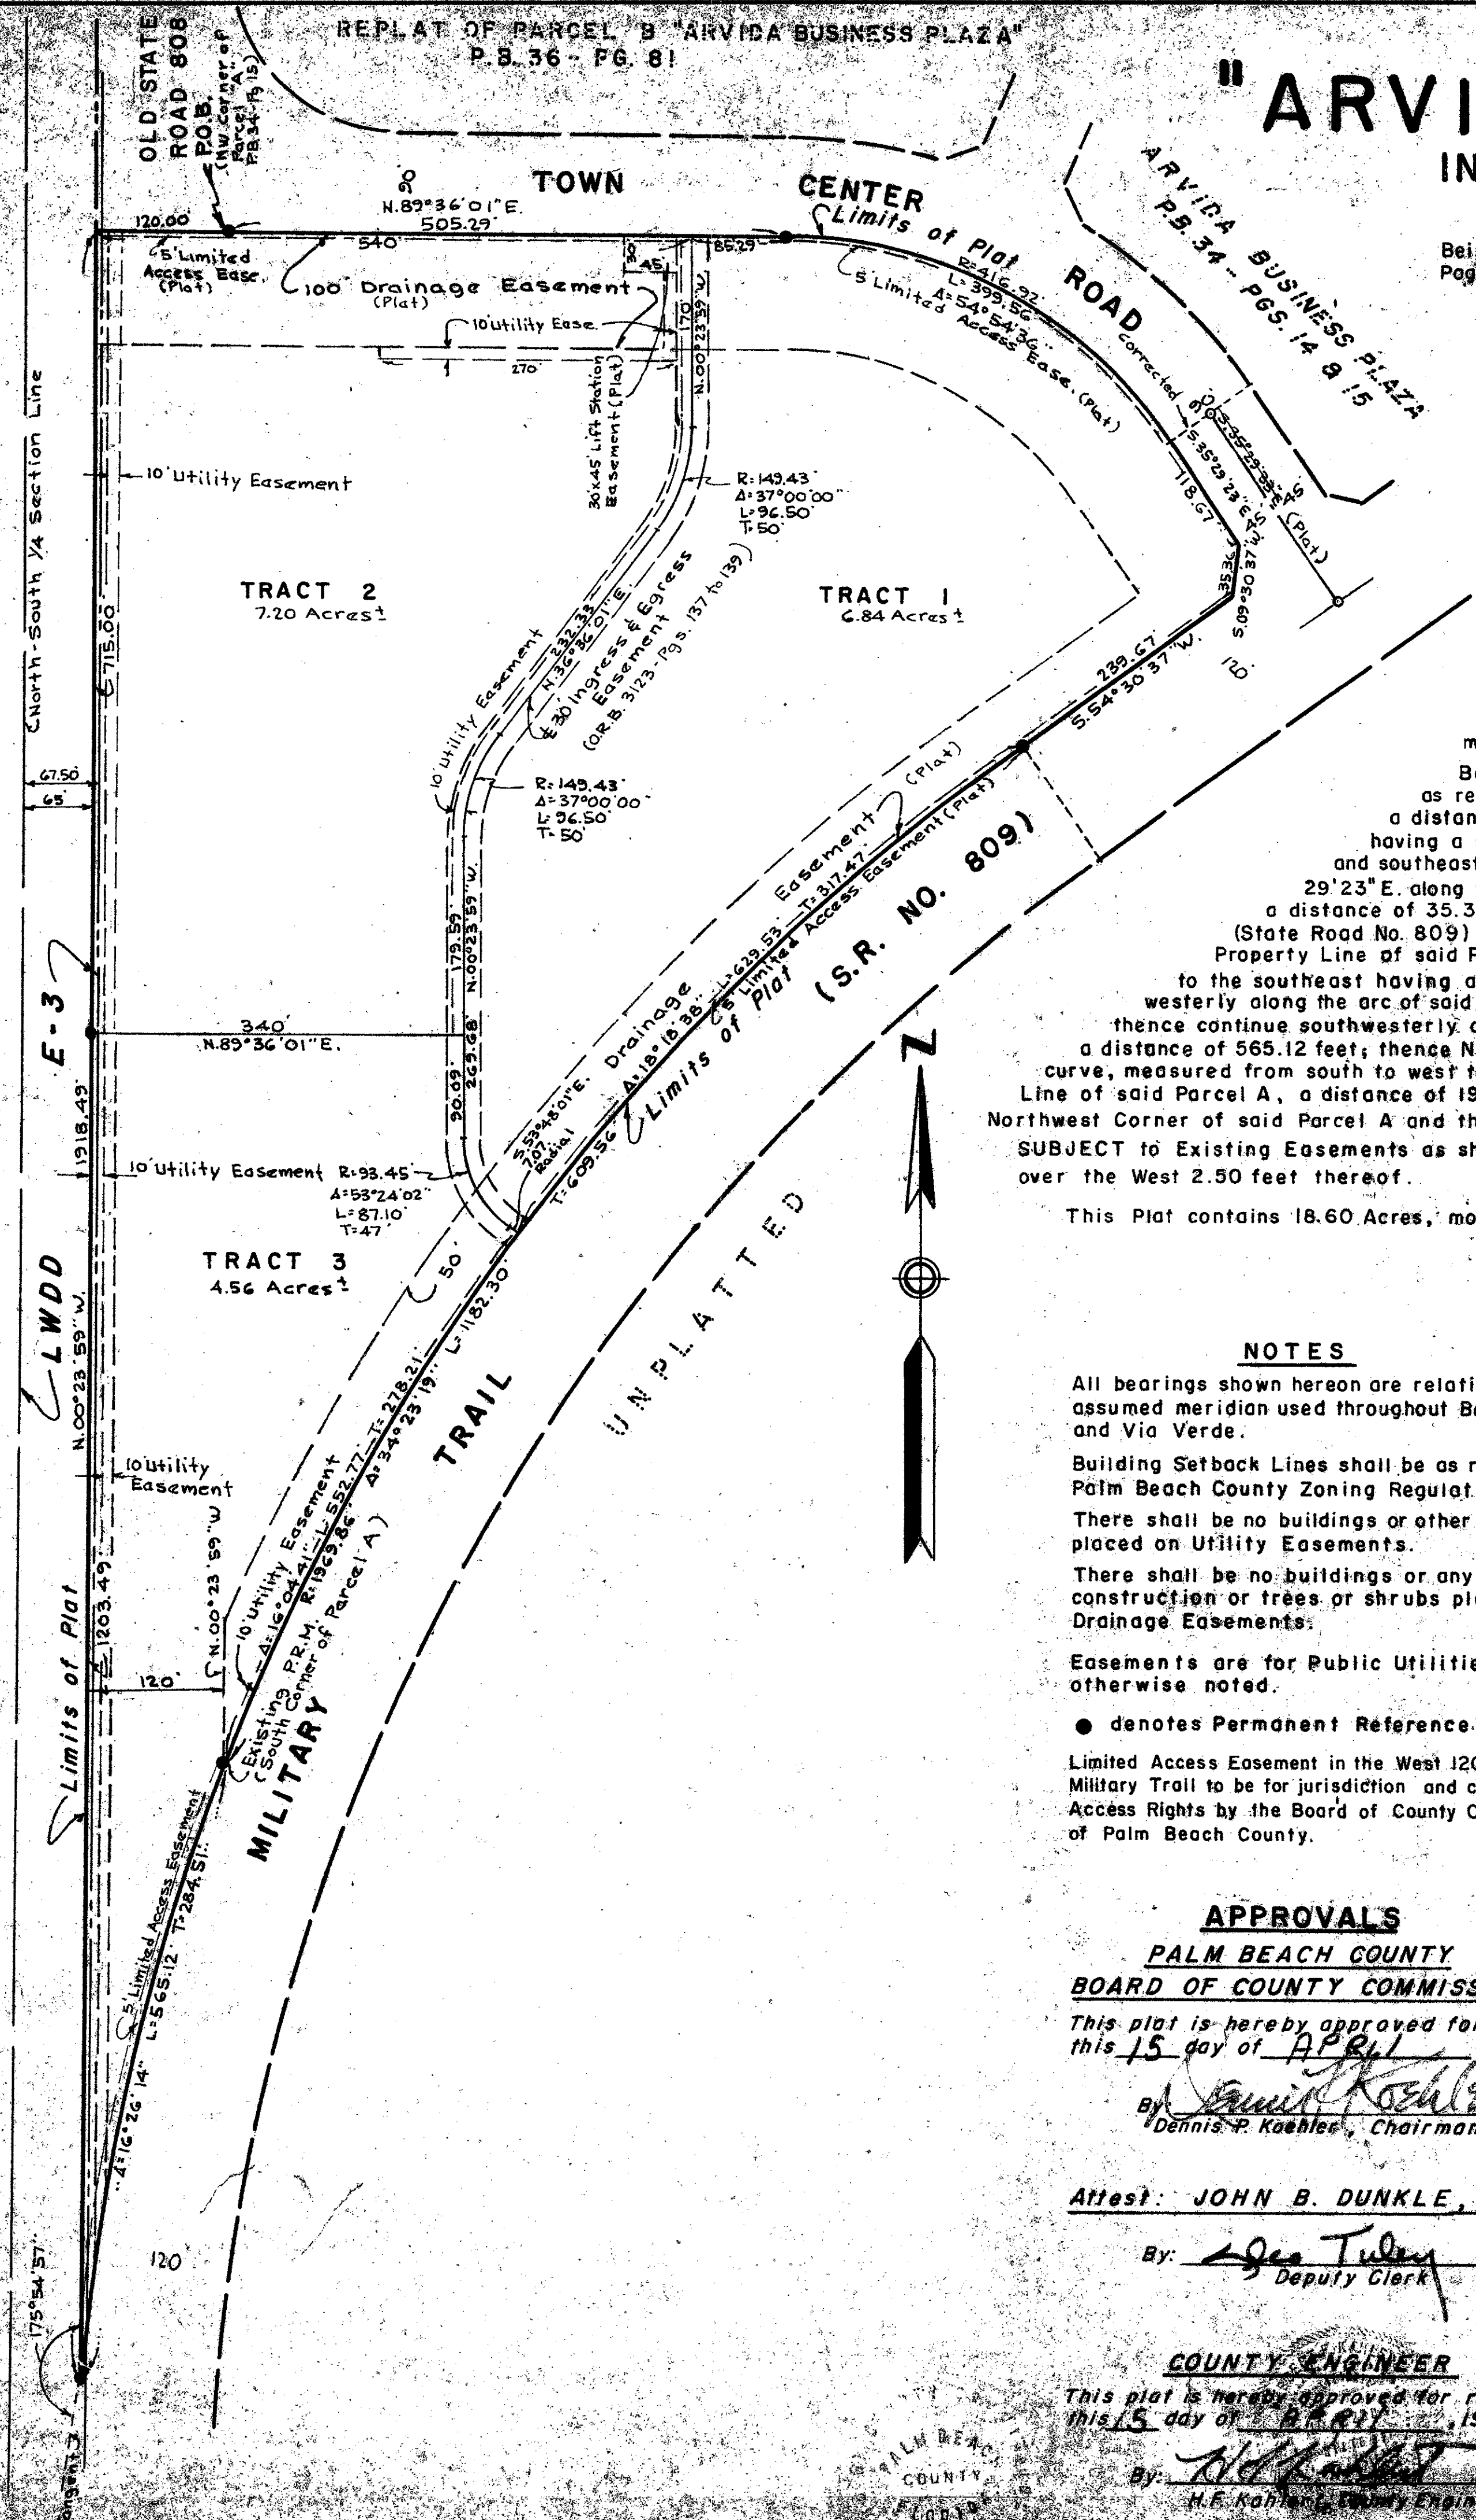 REPLAT OF PARCEL B "ARVIDA BUSINESS PLAZA"
P.B. 36 - PG. 81
OLD STATE
ROAD 808
P.O.B.
(N.W. Corner of
Parcel "A"
P.B. 34-Pg 15)
"ARVI
IN
Bei
Pag
ARVIDA BUSINESS PLAZA
P.B. 34 - PGS. 14 & 15
TOWN CENTER ROAD
90
N.89°36'01"E.
505.29'
120.00'
540'
85.29'
Limits of Plat
R=416.92'
L=399.56'
Δ=54°54'36"
5' Limited Access Ease. (Plat)
corrected
S.35°29'33"E. (Plat)
S.35°29'23"E.
118.67'
35.36'
S.09°30'37"W.
120'
5' Limited
Access Ease.
(Plat)
100' Drainage Easement
(Plat)
30'
45'
10' Utility Ease.
270'
170'
N.00°23'59"W.
30'x45' Lift Station
Easement (Plat)
North-South 1/4 Section Line
10' Utility Easement
R=149.43'
Δ=37°00'00"
L=96.50'
T=50'
TRACT 2
7.20 Acres±
TRACT 1
6.84 Acres±
715.00'
10' Utility Easement
232.33'
N.36°36'01"E.
₵ 30' Ingress & Egress
Easement
(O.R.B. 3123 - Pgs. 137 to 139)
239.67'
S.54°30'37"W.
67.50'
65'
R=149.43'
Δ=37°00'00"
L=96.50'
T=50'
Drainage Easement (Plat)
L=629.53' T=317.47'
5' Limited Access Easement (Plat)
Δ=18°18'38"
Limits of Plat
(S.R. NO. 809)
179.59'
N.00°23'59"W.
E-3
340'
N.89°36'01"E.
90.09'
269.68'
1918.49'
S.53°48'01"E.
7.07'
Radial
T=609.56'
10' Utility Easement
R=93.45'
Δ=53°24'02"
L=87.10'
T=47'
TRACT 3
4.56 Acres±
50'
L=1182.30'
Δ=34°23'19"
UNPLATTED
N
LWDD
N.00°23'59"W.
MILITARY TRAIL
10' Utility
Easement
10' Utility Easement
Δ=16°04'41" L=552.77' T=278.21'
R=1969.86'
N.00°23'59"W
1203.49'
120'
Existing P.R.M.
(South Corner of Parcel A)
Limits of Plat
5' Limited Access Easement
L=565.12' T=284.51'
Δ=16°26'14"
120
175°54'57"
m
B
as re
a distan
having a
and southeast
29'23"E. along
a distance of 35.3
(State Road No. 809)
Property Line of said P
to the southeast having a
westerly along the arc of said
thence continue southwesterly a
a distance of 565.12 feet; thence N
curve, measured from south to west t
Line of said Parcel A, a distance of 19
Northwest Corner of said Parcel A and th
SUBJECT to Existing Easements as sh
over the West 2.50 feet thereof.
This Plat contains 18.60 Acres, mo
NOTES
All bearings shown hereon are relati
assumed meridian used throughout B
and Via Verde.
Building Setback Lines shall be as r
Palm Beach County Zoning Regulat
There shall be no buildings or other
placed on Utility Easements.
There shall be no buildings or any
construction or trees or shrubs pl
Drainage Easements.
Easements are for Public Utilitie
otherwise noted.
● denotes Permanent Reference
Limited Access Easement in the West 120
Military Trail to be for jurisdiction and c
Access Rights by the Board of County C
of Palm Beach County.
APPROVALS
PALM BEACH COUNTY
BOARD OF COUNTY COMMISS
This plat is hereby approved for
this 15 day of APRIL
By
Dennis P. Koehler, Chairman
Attest: JOHN B. DUNKLE,
By:
Deputy Clerk
COUNTY ENGINEER
This plat is hereby approved for r
this 15 day of APRIL, 19
By:
H.F. Kahlert, County Engin
PALM BEACH
COUNTY
FLORIDA